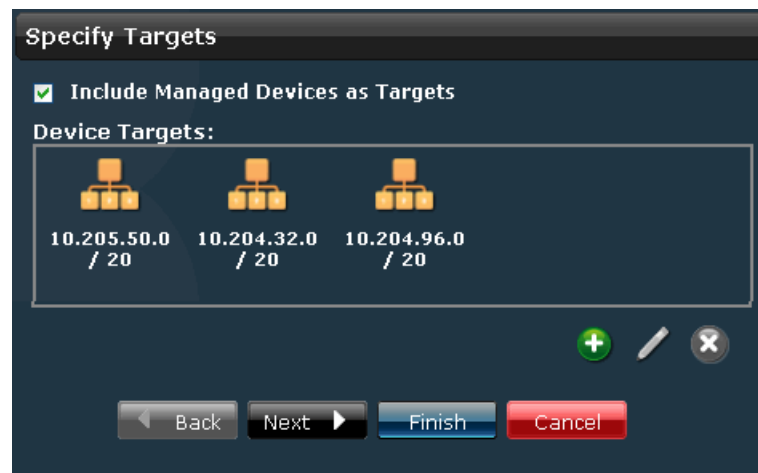 Specify Targets
Include Managed Devices as Targets
Device Targets:
10.205.50.0 / 20
10.204.32.0 / 20
10.204.96.0 / 20
Back
Next
Finish
Cancel